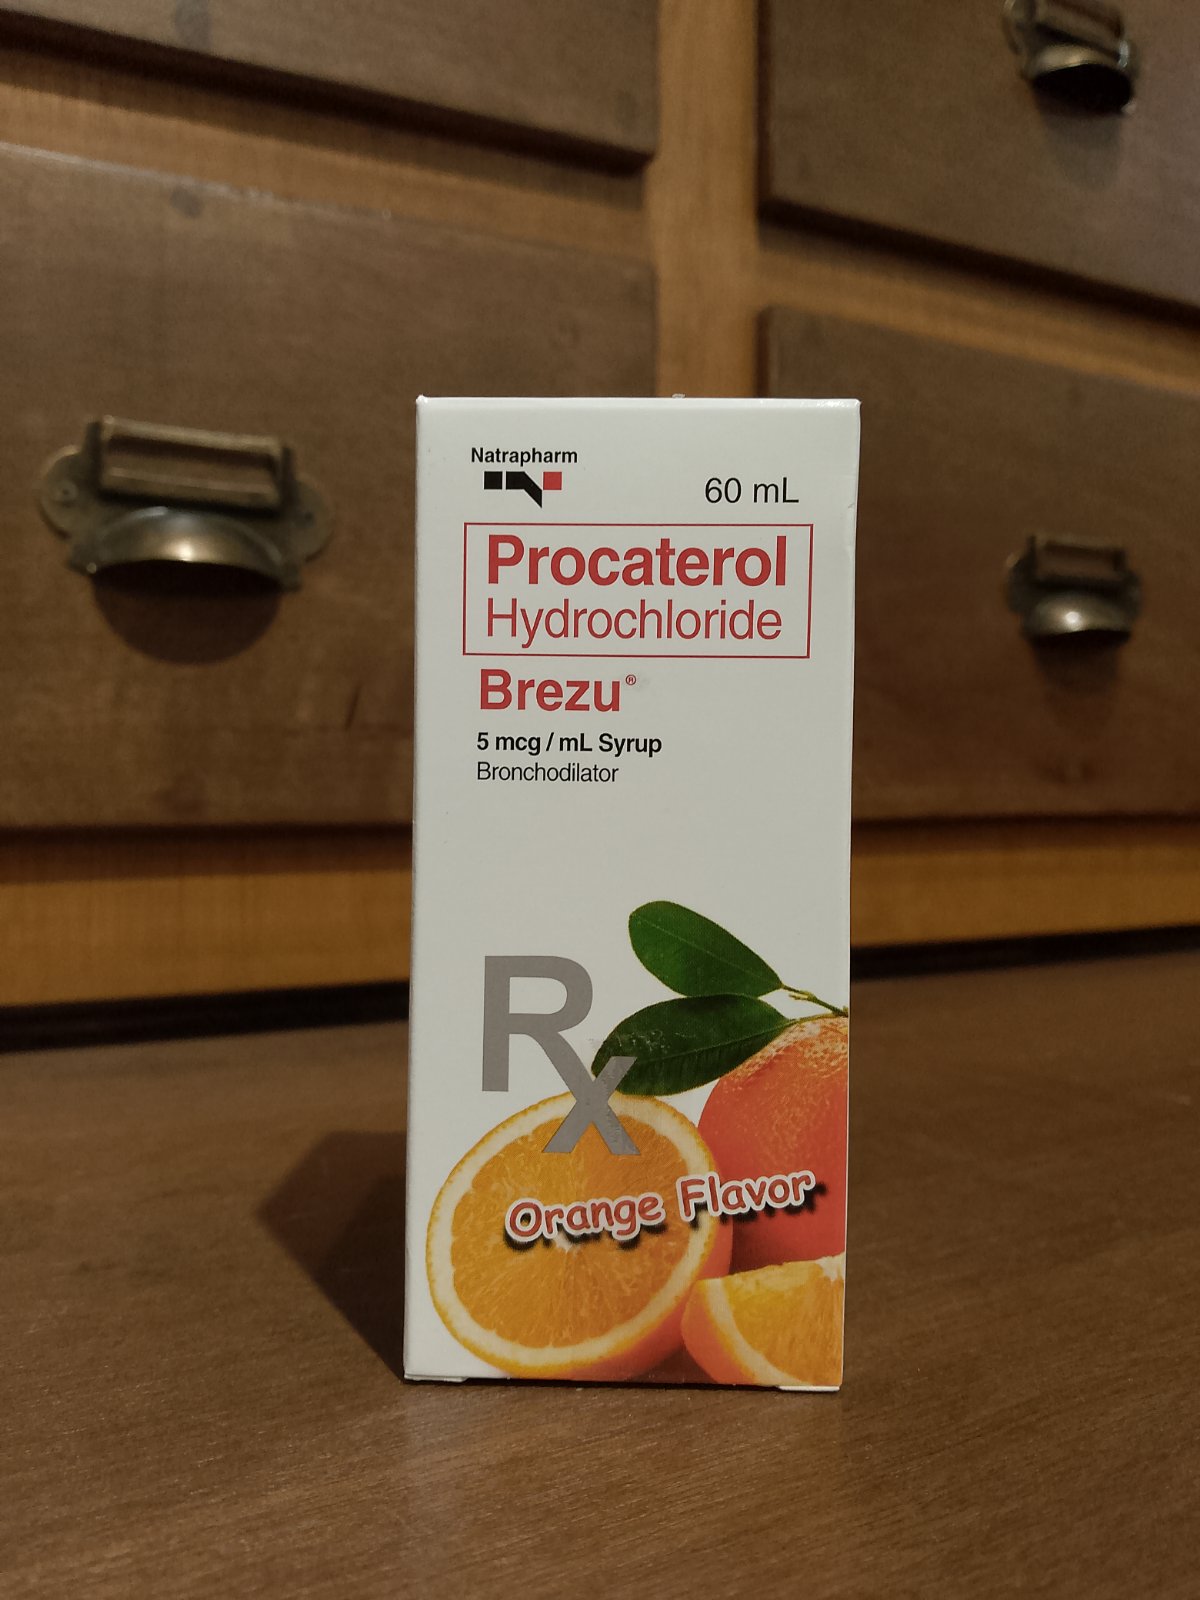 Natrapharm
60 mL
Procaterol
Hydrochloride
Brezu®
5 mcg / mL Syrup
Bronchodilator
Rx
Orange Flavor